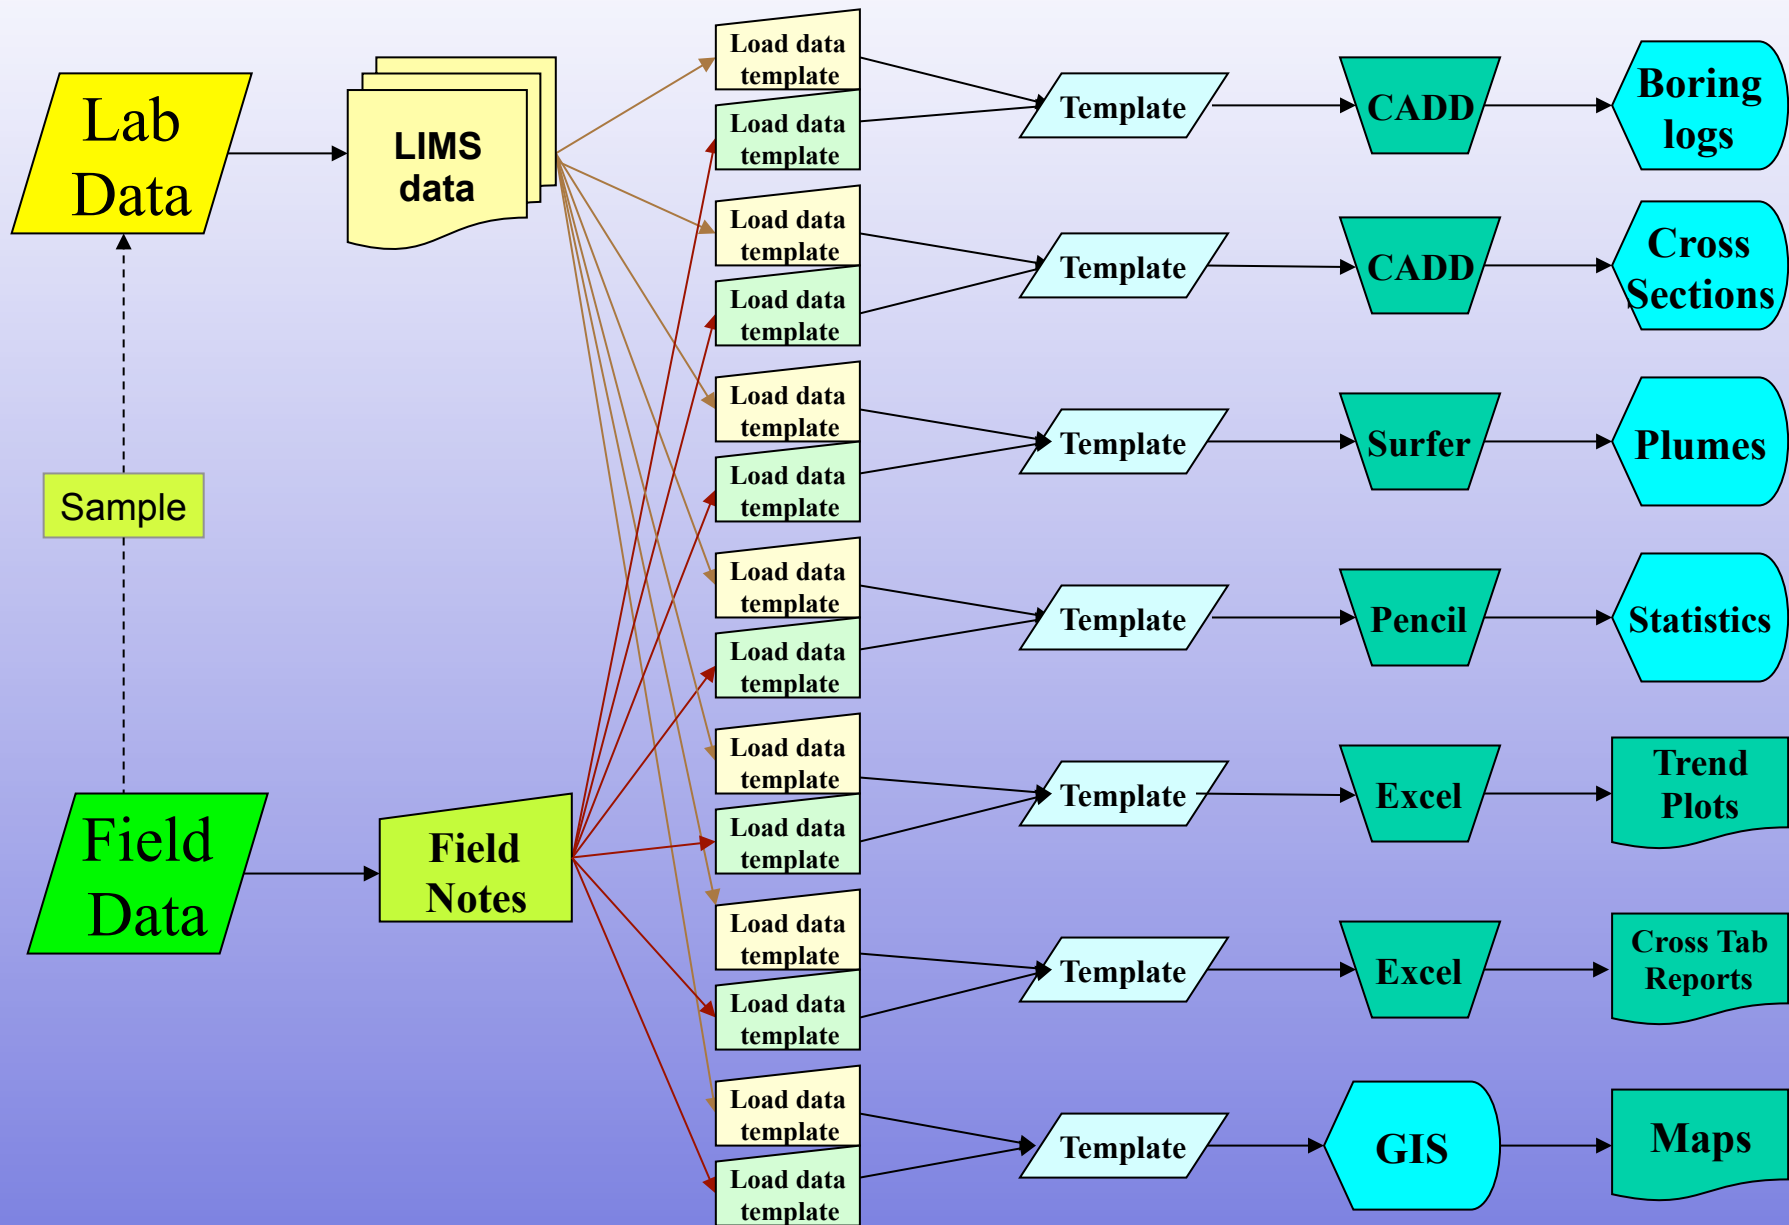 Lab
Data
LIMS
data
Sample
Field
Data
Field
Notes
Load data
template
Load data
template
Template
CADD
Boring
logs
Load data
template
Load data
template
Template
CADD
Cross
Sections
Load data
template
Load data
template
Template
Surfer
Plumes
Load data
template
Load data
template
Template
Pencil
Statistics
Load data
template
Load data
template
Template
Excel
Trend
Plots
Load data
template
Load data
template
Template
Excel
Cross Tab
Reports
Load data
template
Load data
template
Template
GIS
Maps